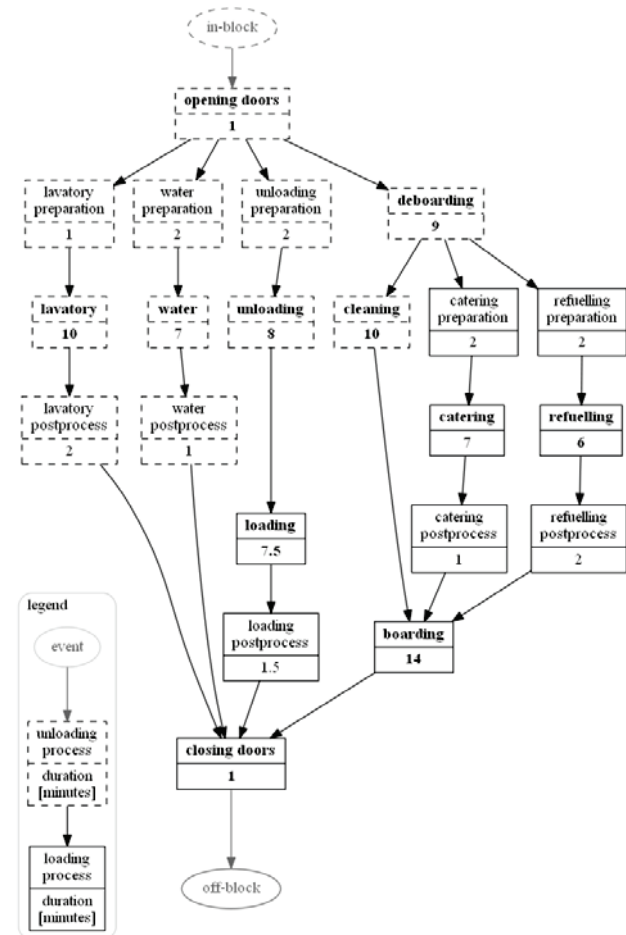 in-block
opening doors
1
lavatory
preparation
1
water
preparation
2
unloading
preparation
2
deboarding
9
lavatory
10
water
7
unloading
8
cleaning
10
catering
preparation
2
refuelling
preparation
2
lavatory
postprocess
2
water
postprocess
1
catering
7
refuelling
6
loading
7.5
catering
postprocess
1
refuelling
postprocess
2
loading
postprocess
1.5
boarding
14
closing doors
1
off-block
legend
event
unloading
process
duration
[minutes]
loading
process
duration
[minutes]